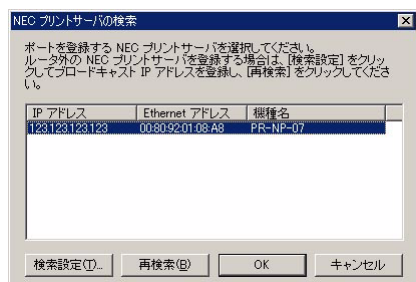 NEC プリントサーバの検索
ポートを登録する NEC プリントサーバを選択してください。
ルータ外の NEC プリントサーバを登録する場合は、[検索設定] をクリッ
クしてブロードキャスト IP アドレスを登録し、[再検索] をクリックしてくださ
い。
IP アドレス Ethernet アドレス 機種名
123.123.123.123 00:80:92:01:08:A8 PR-NP-07
検索設定(T)... 再検索(B) OK キャンセル